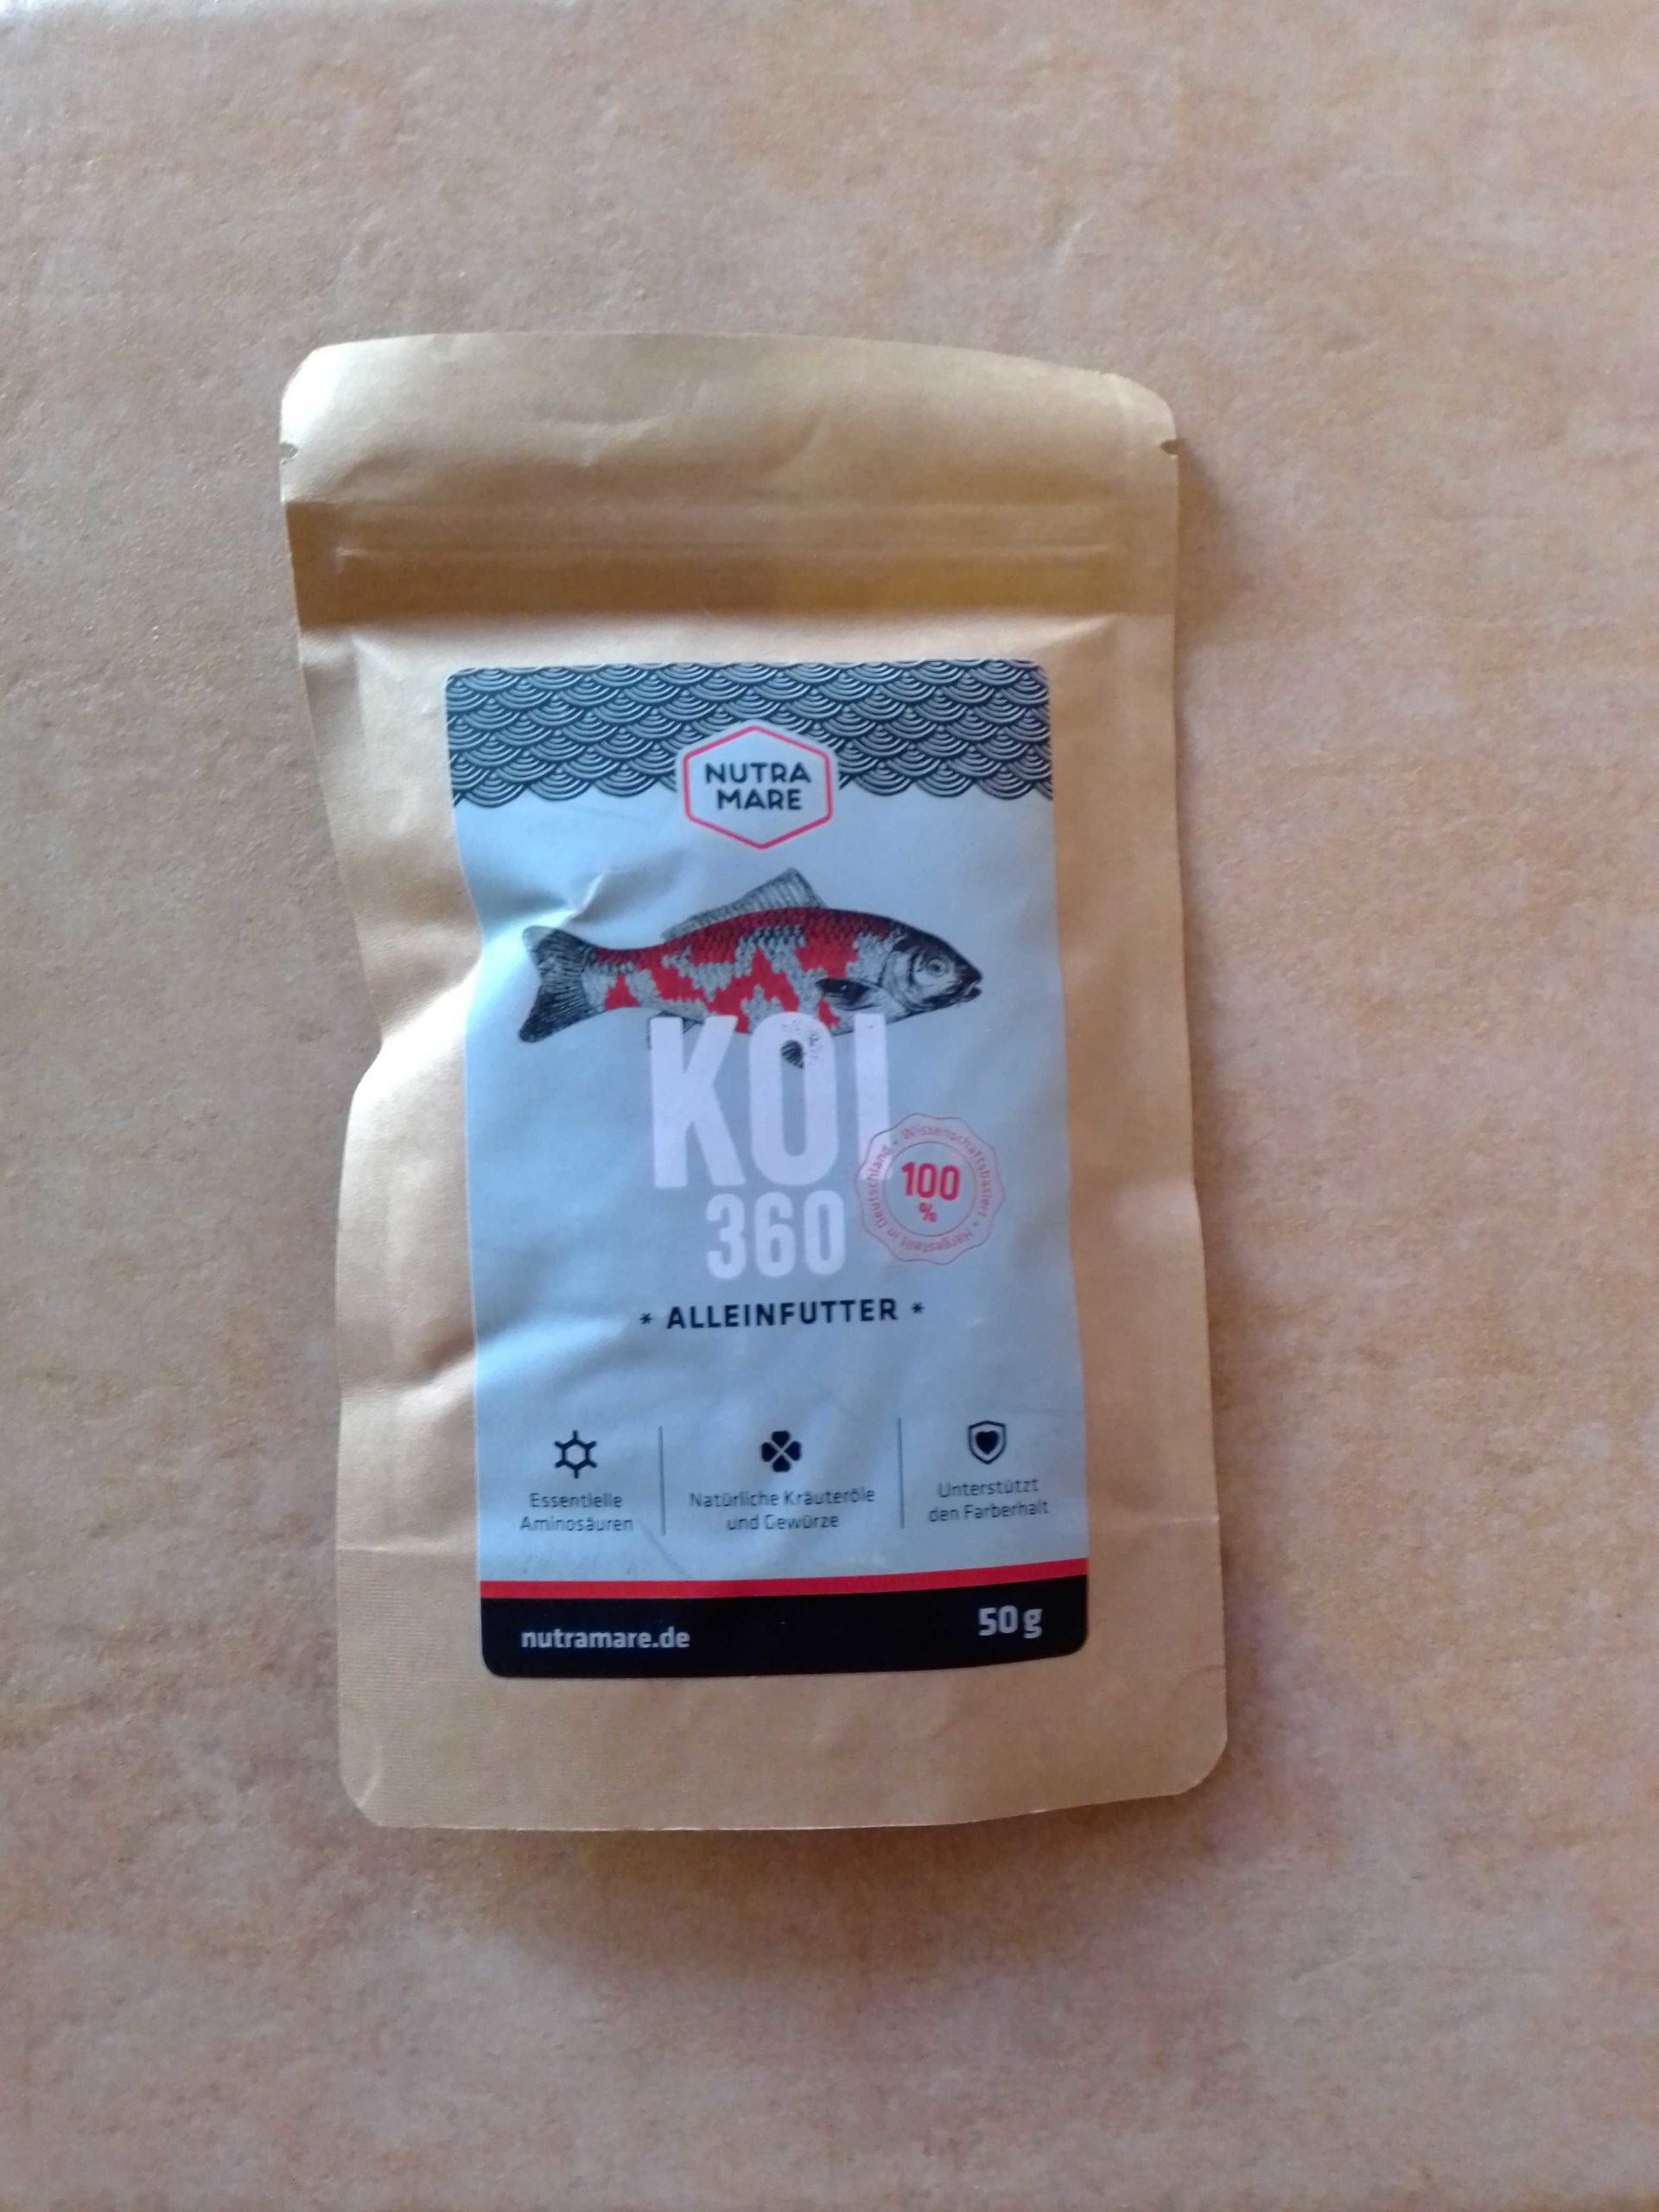 NUTRA
MARE
KOI
360
Wissenschaftsbasiert • Hergestellt in Deutschland •
100
%
* ALLEINFUTTER *
Essentielle
Aminosäuren
Natürliche Kräuteröle
und Gewürze
Unterstützt
den Farberhalt
nutramare.de
50 g